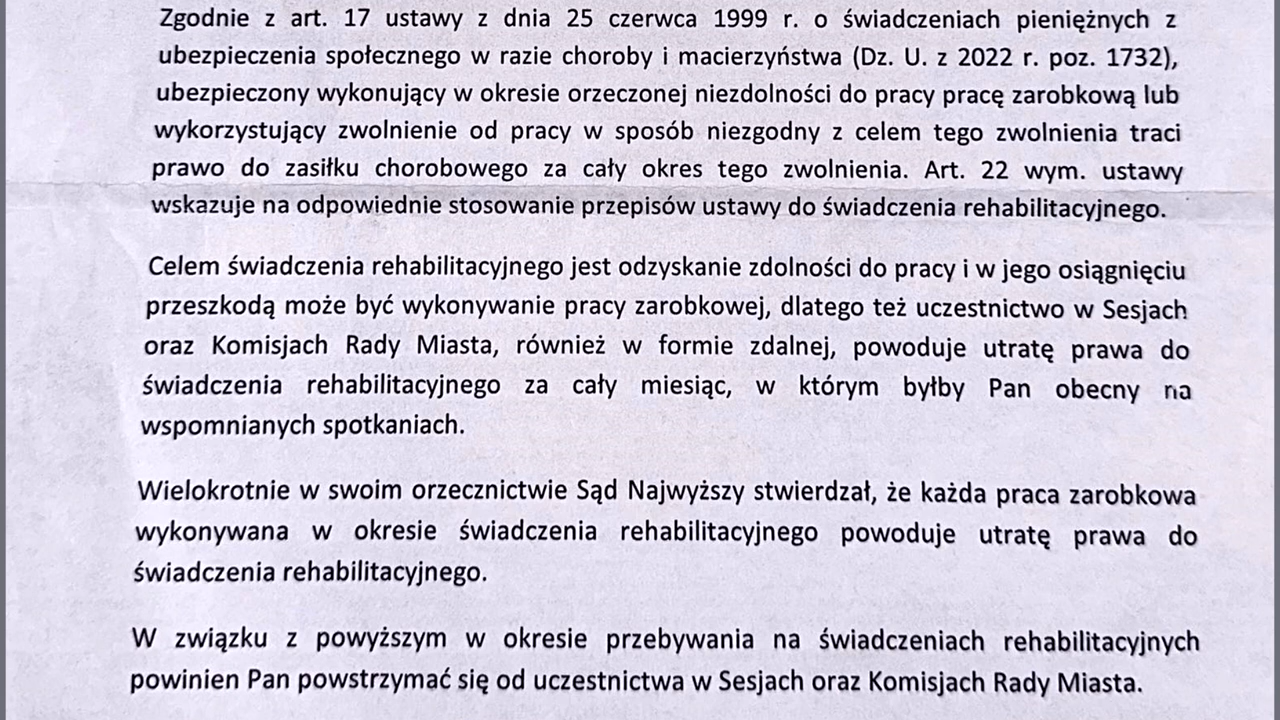 Zgodnie z art. 17 ustawy z dnia 25 czerwca 1999 r. o świadczeniach pieniężnych z
ubezpieczenia społecznego w razie choroby i macierzyństwa (Dz. U. z 2022 r. poz. 1732),
ubezpieczony wykonujący w okresie orzeczonej niezdolności do pracy pracę zarobkową lub
wykorzystujący zwolnienie od pracy w sposób niezgodny z celem tego zwolnienia traci
prawo do zasiłku chorobowego za cały okres tego zwolnienia. Art. 22 wym. ustawy
wskazuje na odpowiednie stosowanie przepisów ustawy do świadczenia rehabilitacyjnego.
Celem świadczenia rehabilitacyjnego jest odzyskanie zdolności do pracy i w jego osiągnięciu
przeszkodą może być wykonywanie pracy zarobkowej, dlatego też uczestnictwo w Sesjach
oraz Komisjach Rady Miasta, również w formie zdalnej, powoduje utratę prawa do
świadczenia rehabilitacyjnego za cały miesiąc, w którym byłby Pan obecny na
wspomnianych spotkaniach.
Wielokrotnie w swoim orzecznictwie Sąd Najwyższy stwierdzał, że każda praca zarobkowa
wykonywana w okresie świadczenia rehabilitacyjnego powoduje utratę prawa do
świadczenia rehabilitacyjnego.
W związku z powyższym w okresie przebywania na świadczeniach rehabilitacyjnych
powinien Pan powstrzymać się od uczestnictwa w Sesjach oraz Komisjach Rady Miasta.